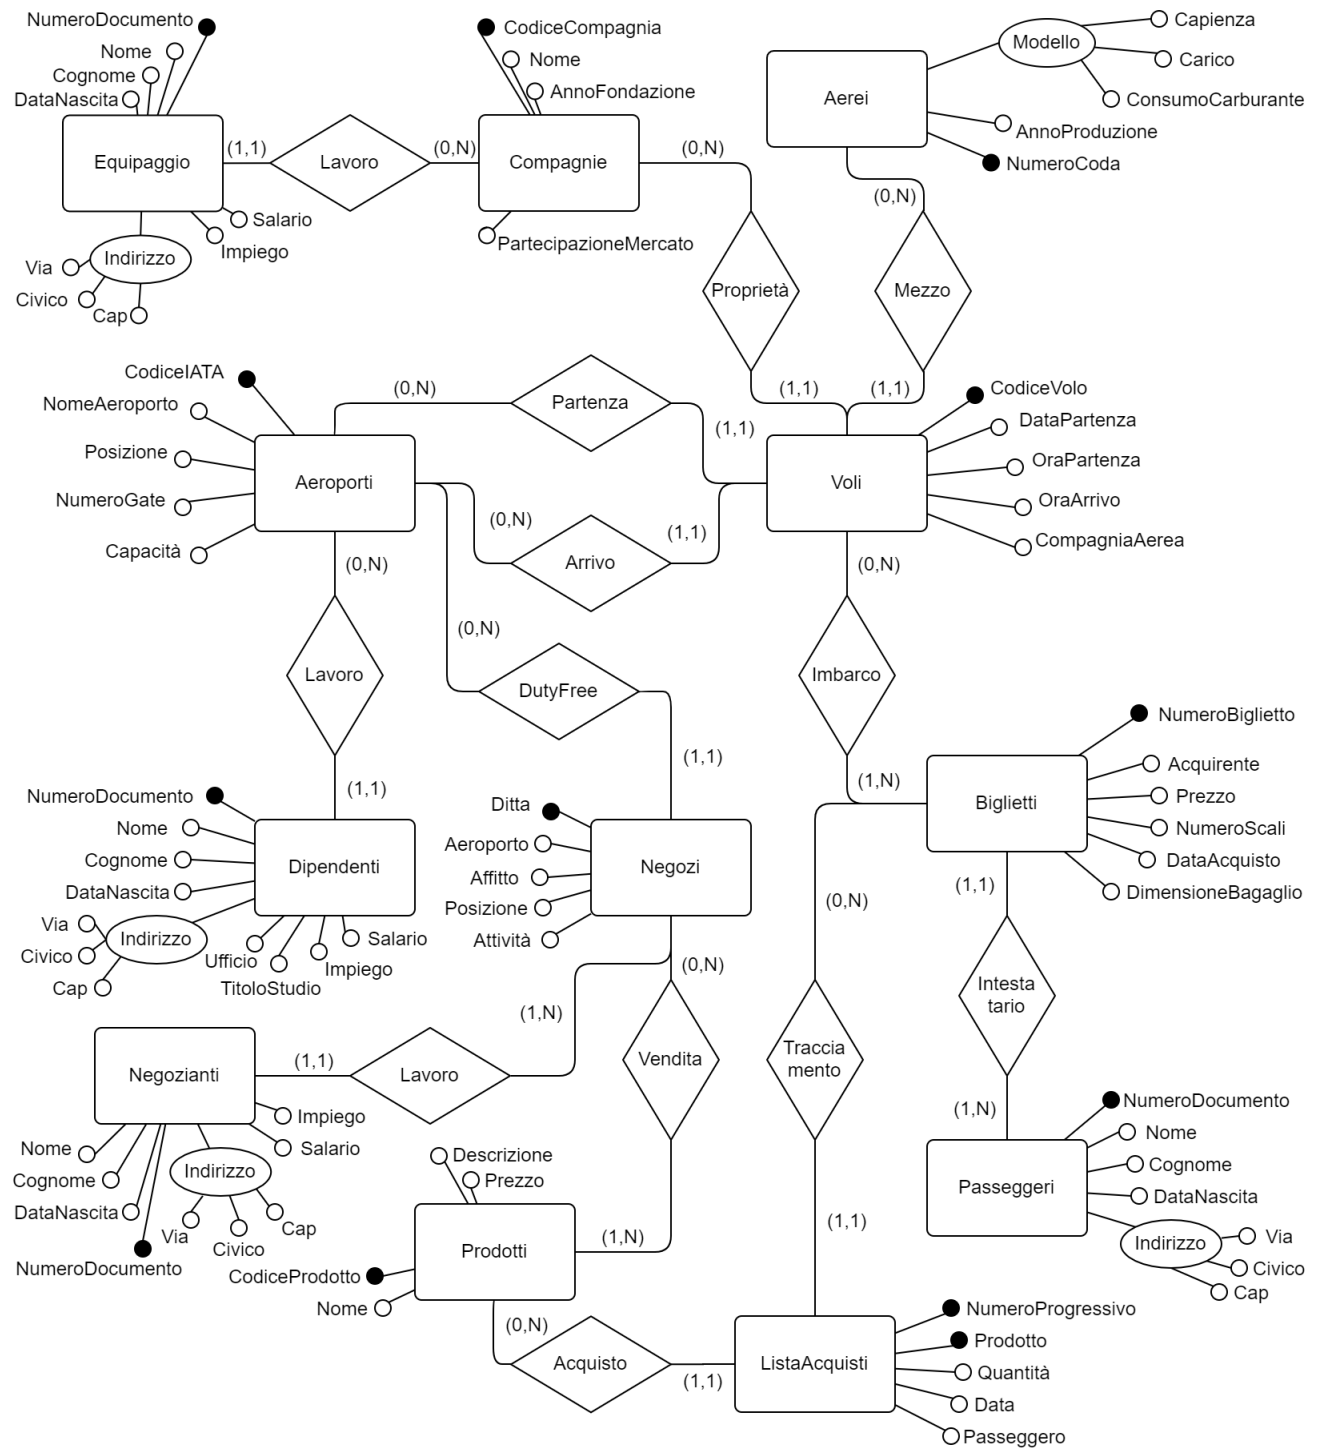 NumeroDocumento
Nome
Cognome
DataNascita
Equipaggio
(1,1)
Lavoro
(0,N)
Salario
Impiego
Indirizzo
Via
Civico
Cap
CodiceCompagnia
Nome
AnnoFondazione
Compagnie
PartecipazioneMercato
(0,N)
Proprietà
(1,1)
Capienza
Modello
Carico
ConsumoCarburante
Aerei
AnnoProduzione
NumeroCoda
(0,N)
Mezzo
(1,1)
CodiceIATA
NomeAeroporto
Posizione
NumeroGate
Capacità
Aeroporti
(0,N)
Partenza
(1,1)
(0,N)
Arrivo
(1,1)
CodiceVolo
DataPartenza
OraPartenza
OraArrivo
CompagniaAerea
Voli
(0,N)
Lavoro
(1,1)
(0,N)
DutyFree
(1,1)
(0,N)
Imbarco
(1,N)
NumeroBiglietto
Acquirente
Prezzo
NumeroScali
DataAcquisto
DimensioneBagaglio
Biglietti
NumeroDocumento
Nome
Cognome
DataNascita
Via
Civico
Cap
Indirizzo
Dipendenti
Ufficio
TitoloStudio
Impiego
Salario
Ditta
Aeroporto
Affitto
Posizione
Attività
Negozi
(0,N)
(1,N)
Vendita
(0,N)
Traccia
mento
(1,1)
(1,1)
Intesta
tario
(1,N)
Negozianti
(1,1)
Lavoro
Impiego
Salario
Nome
Cognome
DataNascita
NumeroDocumento
Indirizzo
Via
Civico
Cap
Descrizione
Prezzo
Prodotti
(1,N)
CodiceProdotto
Nome
(0,N)
Acquisto
(1,1)
NumeroDocumento
Nome
Cognome
DataNascita
Passeggeri
Indirizzo
Via
Civico
Cap
ListaAcquisti
NumeroProgressivo
Prodotto
Quantità
Data
Passeggero